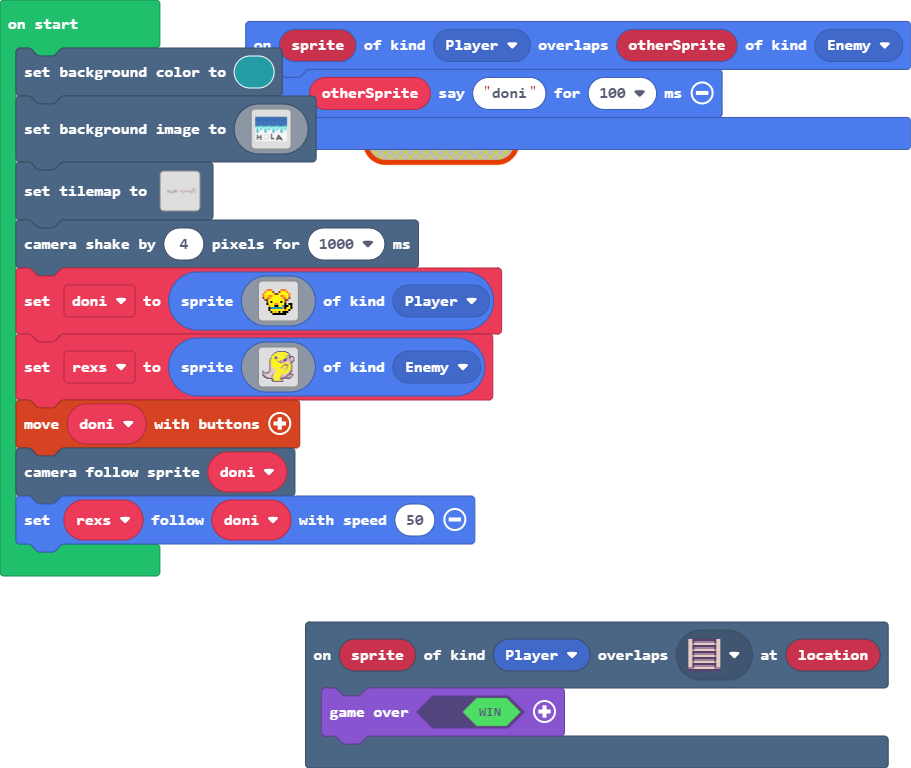 on start
on sprite of kind Player overlaps otherSprite of kind Enemy
set background color to
otherSprite say "doni" for 100 ms
set background image to HOLA
set tilemap to
camera shake by 4 pixels for 1000 ms
set doni to sprite of kind Player
set rexs to sprite of kind Enemy
move doni with buttons
camera follow sprite doni
set rexs follow doni with speed 50
on sprite of kind Player overlaps at location
game over WIN